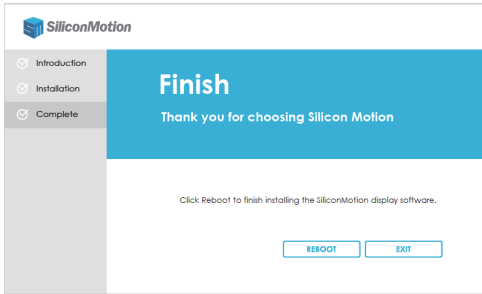 SiliconMotion
Introduction
Installation
Complete
Finish
Thank you for choosing Silicon Motion
Click Reboot to finish installing the SiliconMotion display software.
REBOOT EXIT